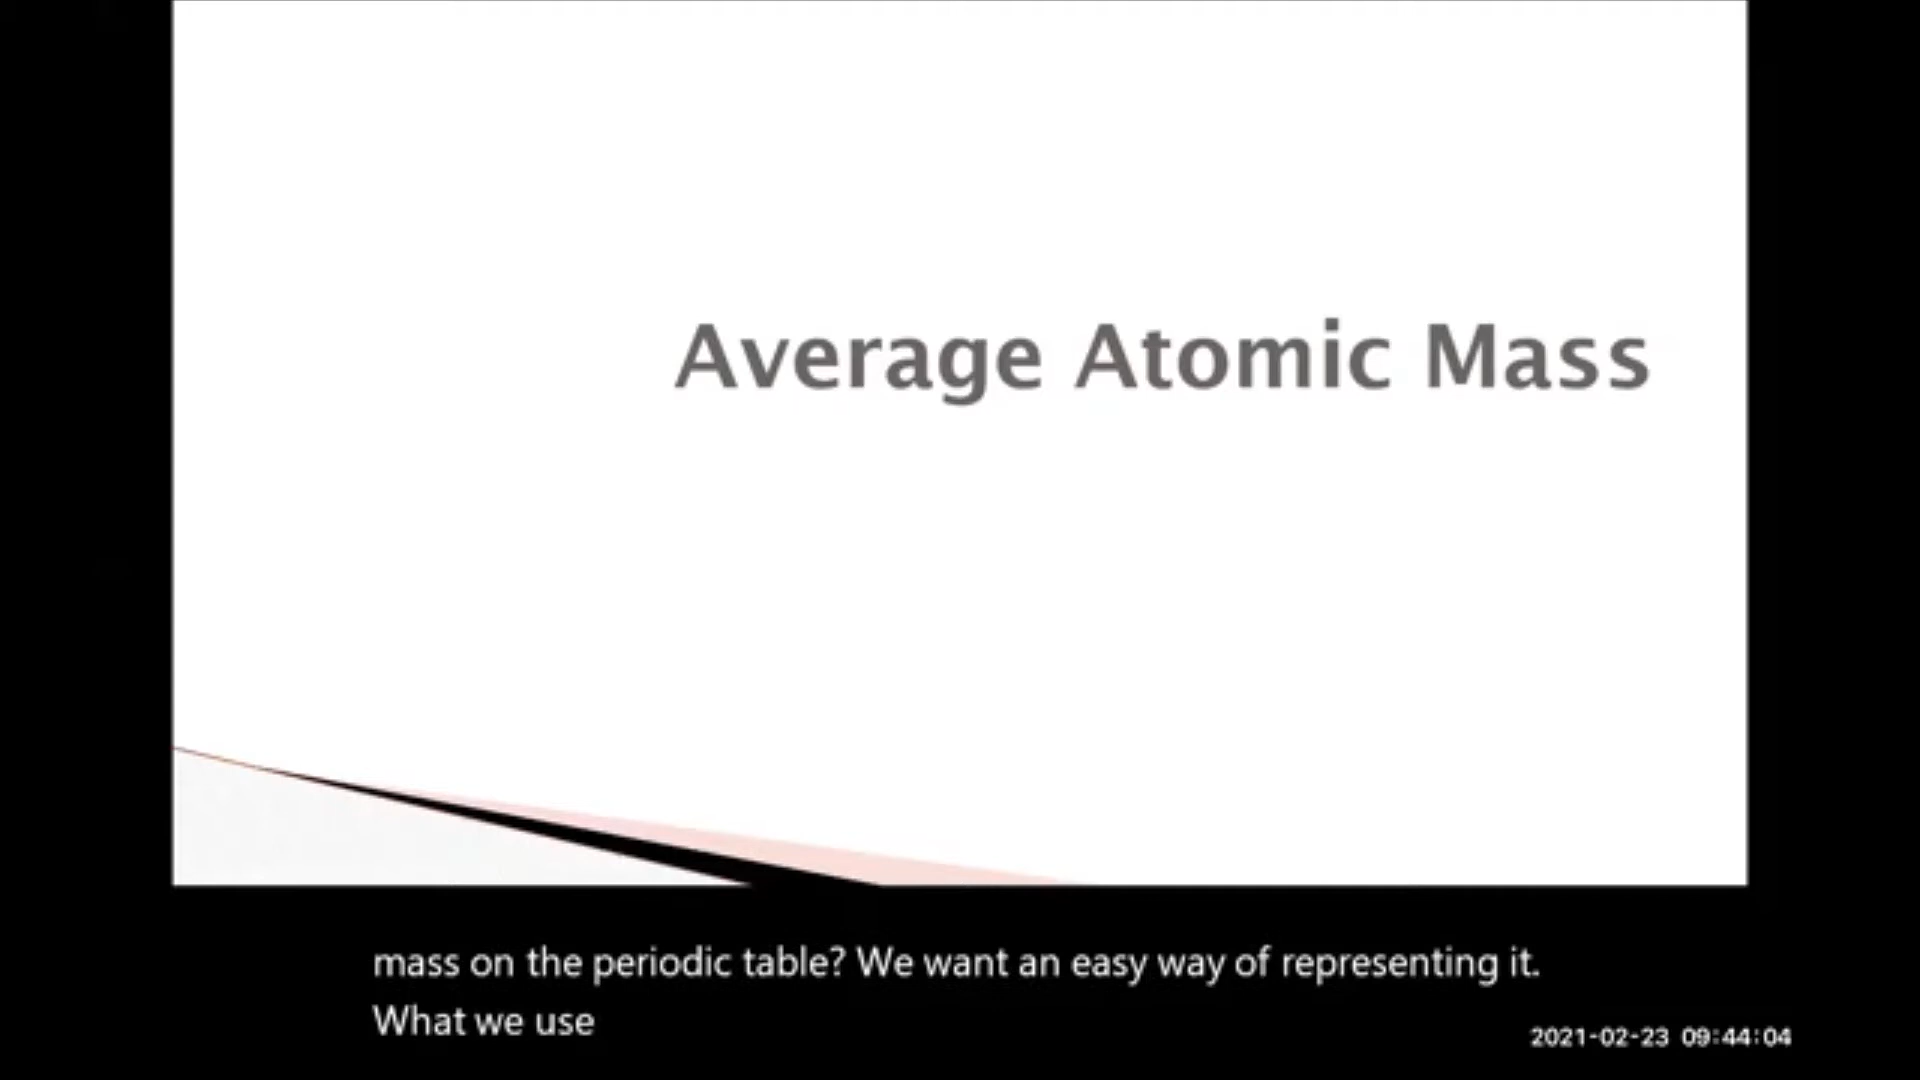 Average Atomic Mass
mass on the periodic table? We want an easy way of representing it.
What we use
2021-02-23 09:44:04